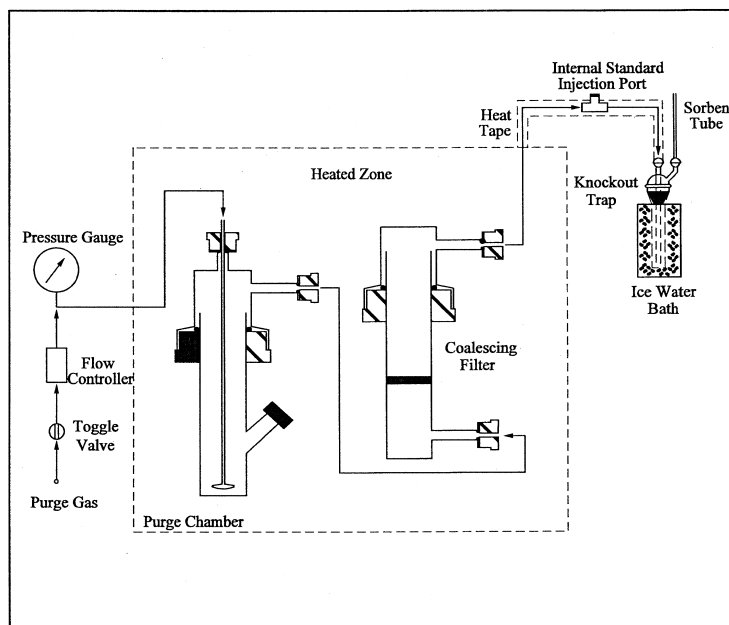 Internal Standard
Injection Port
Heat
Tape
Sorben
Tube
Heated Zone
Knockout
Trap
Pressure Gauge
Ice Water
Bath
Coalescing
Filter
Flow
Controller
Toggle
Valve
Purge Gas
Purge Chamber